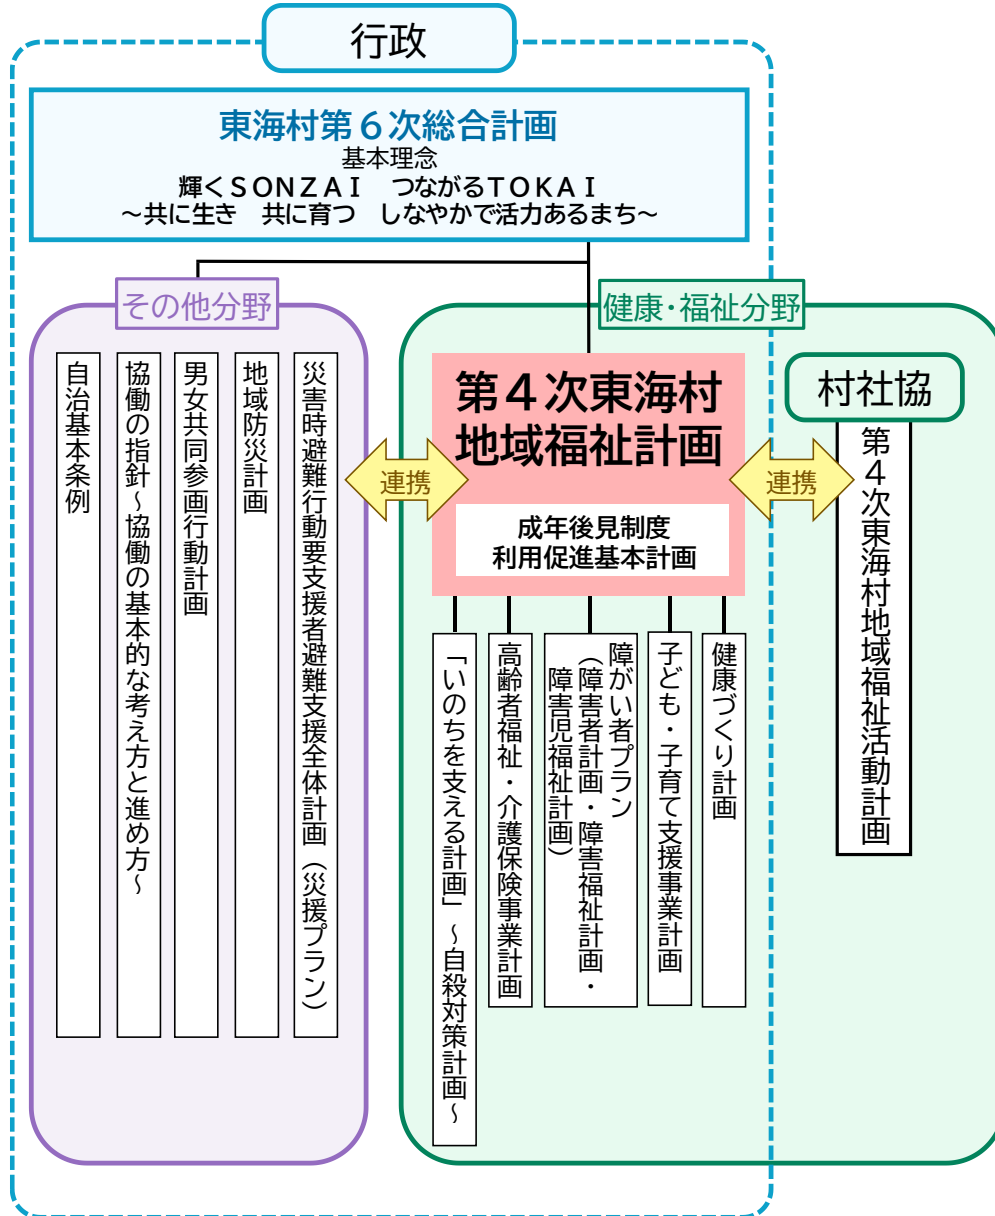 行政
東海村第６次総合計画
基本理念
輝くＳＯＮＺＡＩ　つながるＴＯＫＡＩ
～共に生き　共に育つ　しなやかで活力あるまち～
その他分野
自治基本条例
協働の指針～協働の基本的な考え方と進め方～
男女共同参画行動計画
地域防災計画
災害時避難行動要支援者避難支援全体計画（災援プラン）
連携
健康・福祉分野
第４次東海村
地域福祉計画
成年後見制度
利用促進基本計画
「いのちを支える計画」～自殺対策計画～
高齢者福祉・介護保険事業計画
障がい者プラン
（障害者計画・障害福祉計画・
障害児福祉計画）
子ども・子育て支援事業計画
健康づくり計画
連携
村社協
第４次東海村地域福祉活動計画